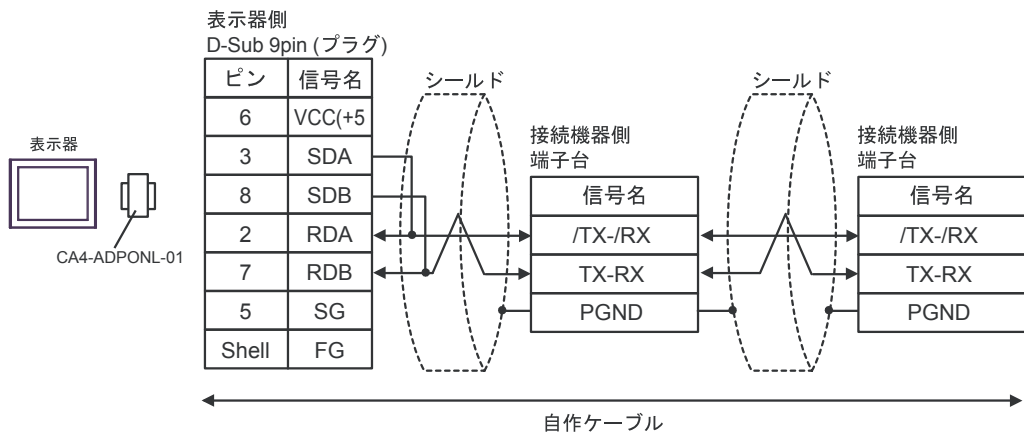 表示器側
D-Sub 9pin (プラグ)
ピン 信号名
6 VCC(+5
3 SDA
8 SDB
2 RDA
7 RDB
5 SG
Shell FG
表示器
CA4-ADPONL-01
シールド
接続機器側
端子台
信号名
/TX-/RX
TX-RX
PGND
シールド
接続機器側
端子台
信号名
/TX-/RX
TX-RX
PGND
自作ケーブル